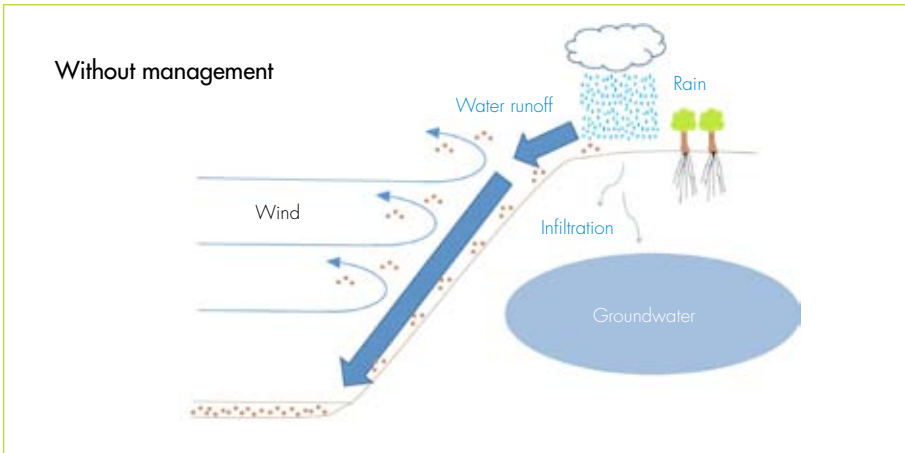 Without management
Rain
Water runoff
Wind
Infiltration
Groundwater